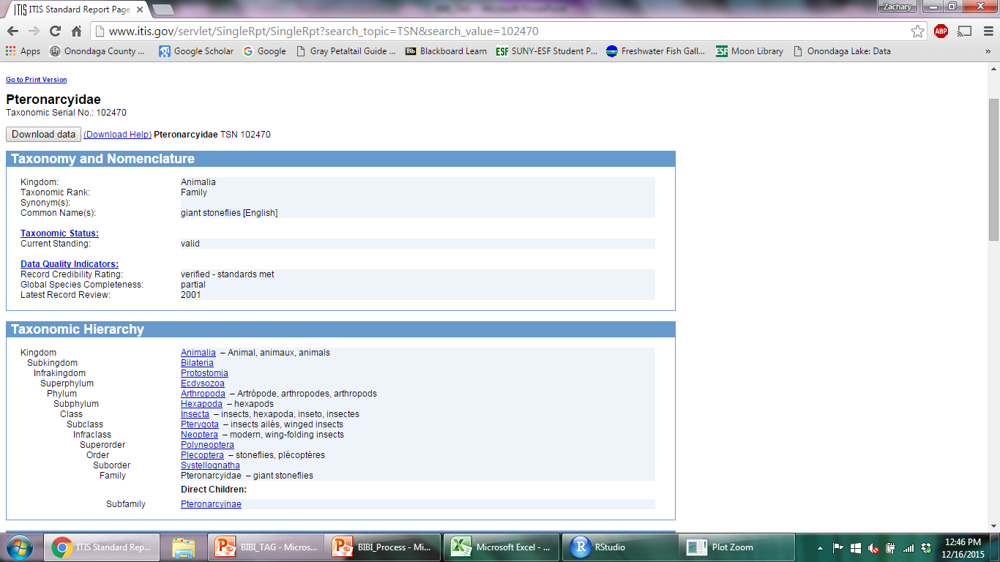 ITIS ITIS Standard Report Page
Zachary
www.itis.gov/servlet/SingleRpt/SingleRpt?search_topic=TSN&search_value=102470
ABP
Apps Onondaga County ... Google Scholar Google Gray Petaltail Guide ... Bb Blackboard Learn ESF SUNY-ESF Student P... Freshwater Fish Gall... ESF Moon Library Onondaga Lake: Data »
Go to Print Version
Pteronarcyidae
Taxonomic Serial No.: 102470
Download data (Download Help) Pteronarcyidae TSN 102470
Taxonomy and Nomenclature
Kingdom: Animalia
Taxonomic Rank: Family
Synonym(s):
Common Name(s): giant stoneflies [English]
Taxonomic Status:
Current Standing: valid
Data Quality Indicators:
Record Credibility Rating: verified - standards met
Global Species Completeness: partial
Latest Record Review: 2001
Taxonomic Hierarchy
Kingdom Animalia – Animal, animaux, animals
Subkingdom Bilateria
Infrakingdom Protostomia
Superphylum Ecdysozoa
Phylum Arthropoda – Artrópode, arthropodes, arthropods
Subphylum Hexapoda – hexapods
Class Insecta – insects, hexapoda, inseto, insectes
Subclass Pterygota – insects ailés, winged insects
Infraclass Neoptera – modern, wing-folding insects
Superorder Polyneoptera
Order Plecoptera – stoneflies, plécoptères
Suborder Systellognatha
Family Pteronarcyidae – giant stoneflies
Direct Children:
Subfamily Pteronarcyinae
ITIS Standard Rep... BIBI_TAG - Micros... BIBI_Process - Mi... Microsoft Excel - ... R RStudio Plot Zoom
12:46 PM
12/16/2015